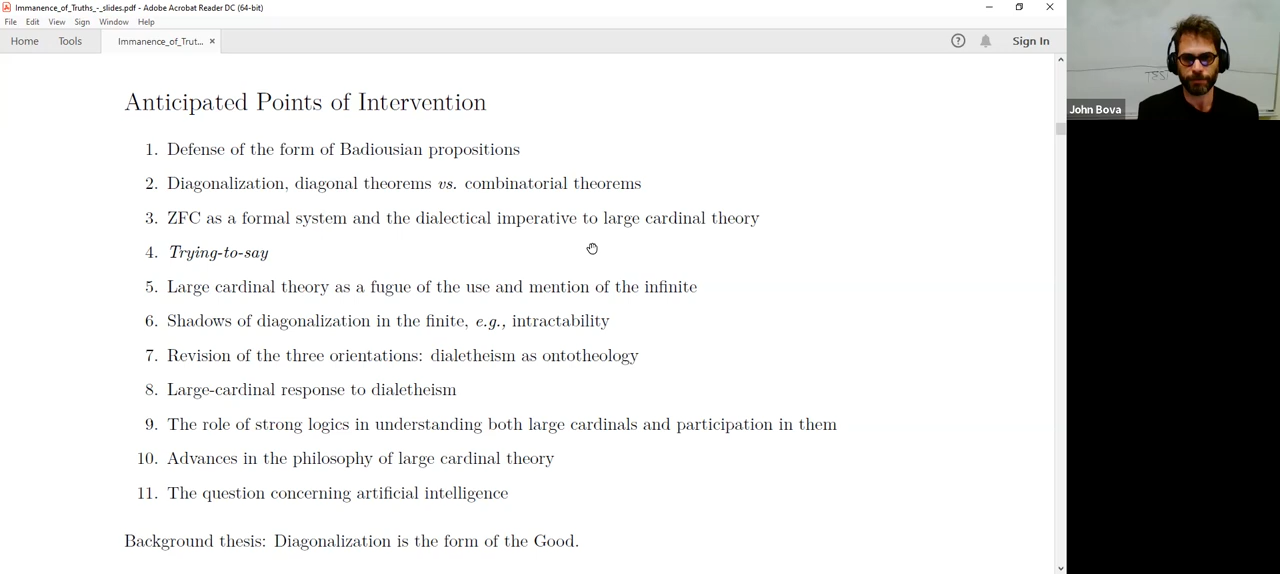 Immanence_of_Truths_-_slides.pdf - Adobe Acrobat Reader DC (64-bit)
File Edit View Sign Window Help
Home Tools Immanence_of_Trut... × Sign In
Anticipated Points of Intervention
1. Defense of the form of Badiousian propositions
2. Diagonalization, diagonal theorems vs. combinatorial theorems
3. ZFC as a formal system and the dialectical imperative to large cardinal theory
4. Trying-to-say
5. Large cardinal theory as a fugue of the use and mention of the infinite
6. Shadows of diagonalization in the finite, e.g., intractability
7. Revision of the three orientations: dialetheism as ontotheology
8. Large-cardinal response to dialetheism
9. The role of strong logics in understanding both large cardinals and participation in them
10. Advances in the philosophy of large cardinal theory
11. The question concerning artificial intelligence
Background thesis: Diagonalization is the form of the Good.
John Bova